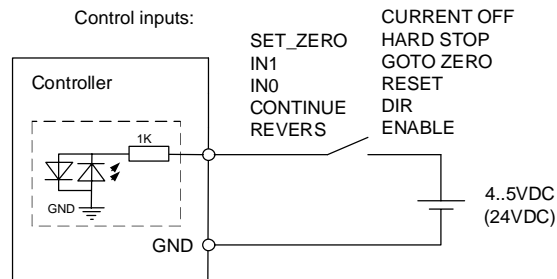 Control inputs:
SET_ZERO
IN1
IN0
CONTINUE
REVERS
CURRENT OFF
HARD STOP
GOTO ZERO
RESET
DIR
ENABLE
Controller
1K
GND
GND
4..5VDC
(24VDC)